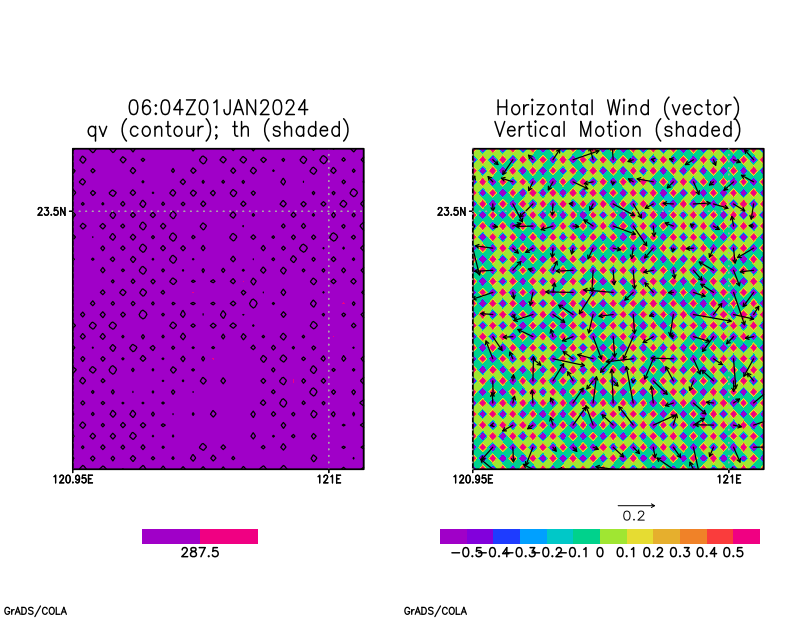 06:04Z01JAN2024
qv (contour); th (shaded)
23.5N
120.95E
121E
287.5
GrADS/COLA
Horizontal Wind (vector)
Vertical Motion (shaded)
23.5N
120.95E
121E
0.2
-0.5 -0.4 -0.3 -0.2 -0.1 0 0.1 0.2 0.3 0.4 0.5
GrADS/COLA